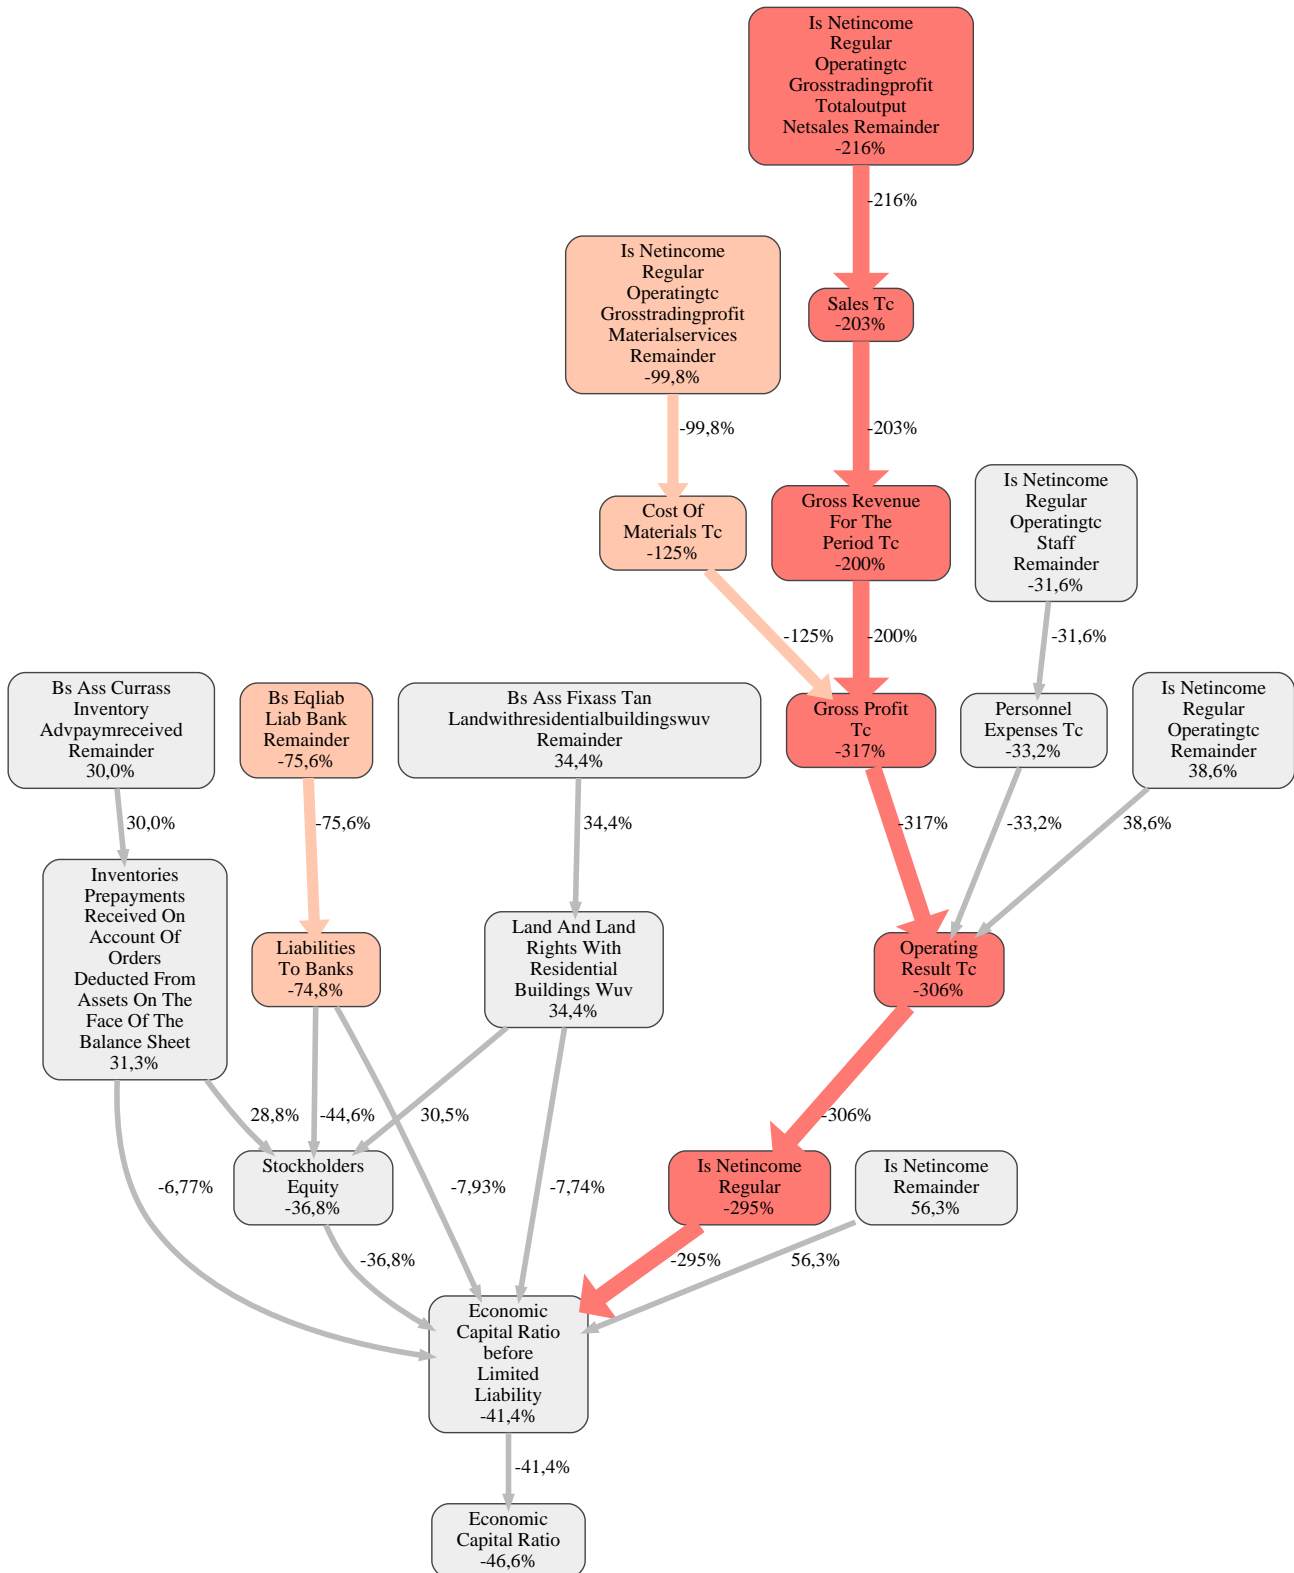 Is Netincome
Regular
Operatingtc
Grosstradingprofit
Totaloutput
Netsales Remainder
-216%
-216%
Is Netincome
Regular
Operatingtc
Grosstradingprofit
Materialservices
Remainder
-99,8%
Sales Tc
-203%
-99,8%
-203%
Is Netincome
Regular
Operatingtc
Staff
Remainder
-31,6%
Cost Of
Materials Tc
-125%
Gross Revenue
For The
Period Tc
-200%
-125%
-200%
-31,6%
Bs Ass Currass
Inventory
Advpaymreceived
Remainder
30,0%
Bs Eqliab
Liab Bank
Remainder
-75,6%
Bs Ass Fixass Tan
Landwithresidentialbuildingswuv
Remainder
34,4%
Gross Profit
Tc
-317%
Personnel
Expenses Tc
-33,2%
Is Netincome
Regular
Operatingtc
Remainder
38,6%
30,0%
-75,6%
34,4%
-317%
-33,2%
38,6%
Inventories
Prepayments
Received On
Account Of
Orders
Deducted From
Assets On The
Face Of The
Balance Sheet
31,3%
Liabilities
To Banks
-74,8%
Land And Land
Rights With
Residential
Buildings Wuv
34,4%
Operating
Result Tc
-306%
28,8%
-44,6%
30,5%
-306%
Stockholders
Equity
-36,8%
Is Netincome
Regular
-295%
Is Netincome
Remainder
56,3%
-6,77%
-7,93%
-7,74%
-36,8%
-295%
56,3%
Economic
Capital Ratio
before
Limited
Liability
-41,4%
-41,4%
Economic
Capital Ratio
-46,6%